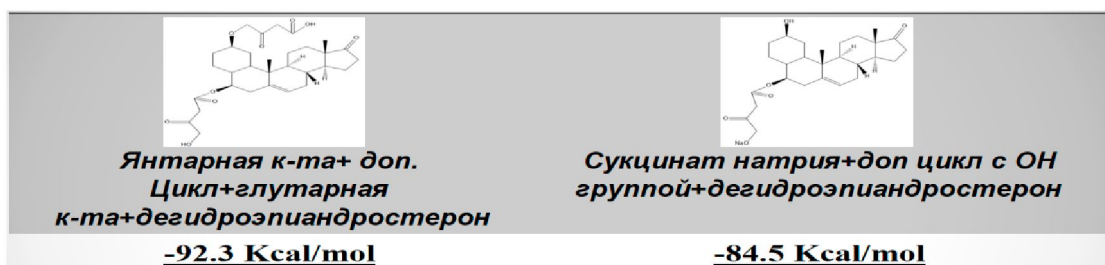 Янтарная к-та+ доп.
Цикл+глутарная
к-та+дегидроэпиандростерон
-92.3 Kcal/mol
Сукцинат натрия+доп цикл с ОН
группой+дегидроэпиандростерон
-84.5 Kcal/mol